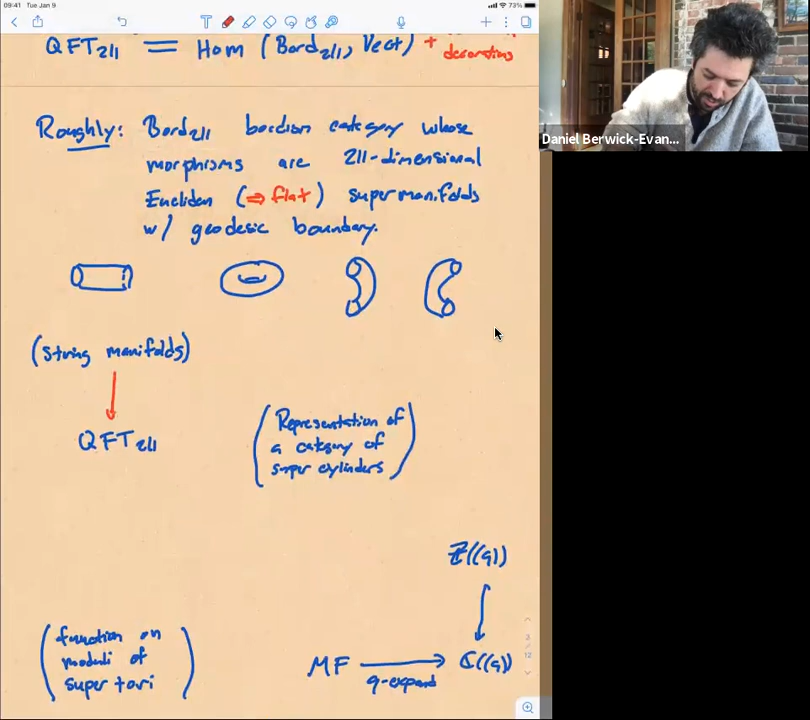 09:41 Tue Jan 9
73%
QFT₂|₁ = Hom (Bord₂|₁, Vect) +
decorations
Roughly: Bord₂|₁ bordism category whose
morphisms are 2|1-dimensional
Euclidean (⇒ flat) supermanifolds
w/ geodesic boundary.
(String manifolds)
QFT₂|₁
(Representation of
a category of
super cylinders)
ℤ((q))
(function on
moduli of
super tori)
MF
q-expand
ℂ((q))
3
12
Daniel Berwick-Evan...